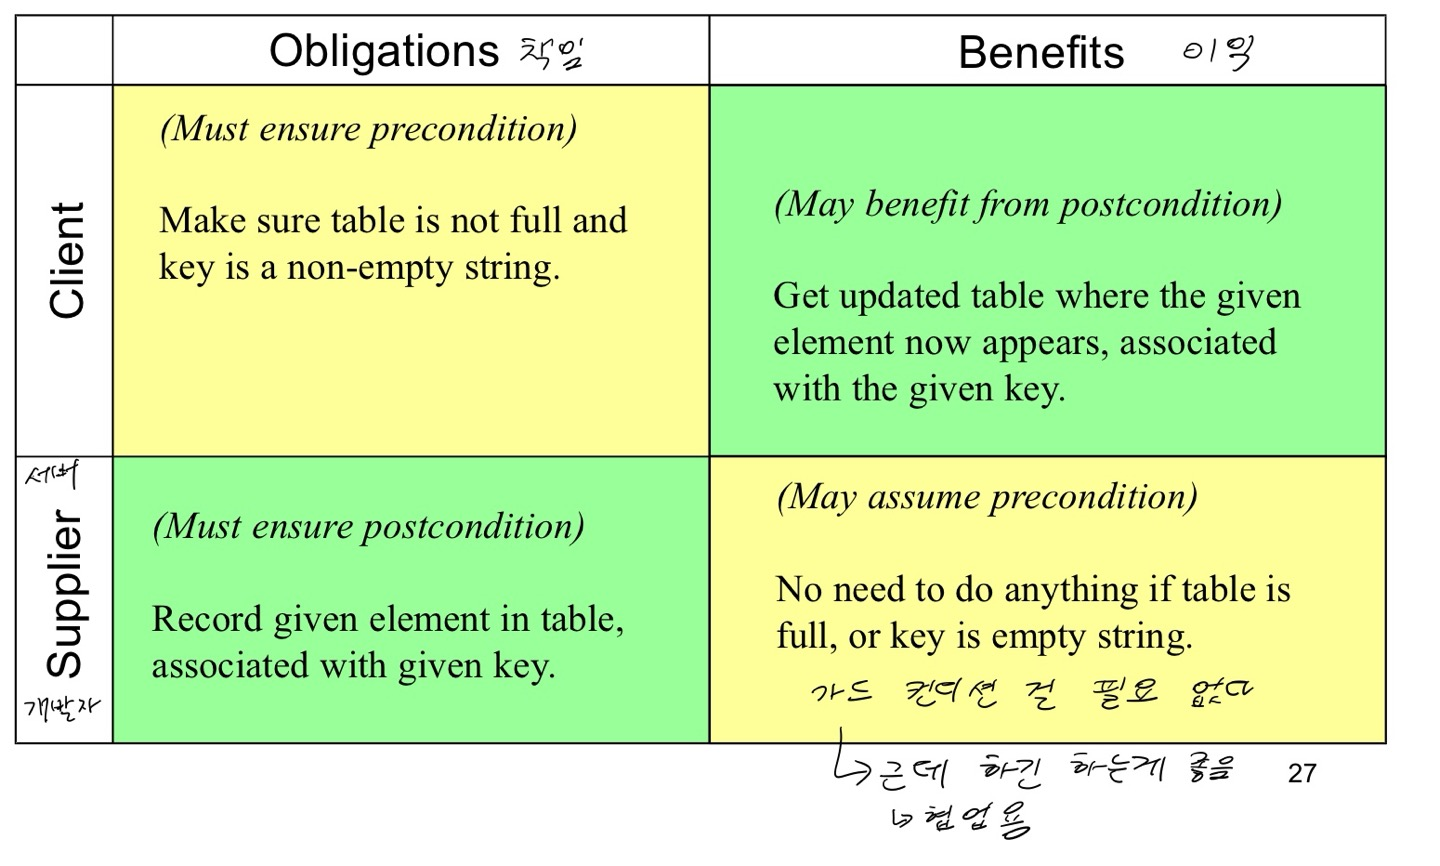 Obligations 책임
Benefits 이익
Client
(Must ensure precondition)
Make sure table is not full and
key is a non-empty string.
(May benefit from postcondition)
Get updated table where the given
element now appears, associated
with the given key.
서버
Supplier
개발자
(Must ensure postcondition)
Record given element in table,
associated with given key.
(May assume precondition)
No need to do anything if table is
full, or key is empty string.
가드 컨디션 걸 필요 없다
↳ 근데 하긴 하는게 좋음
27
↳ 협업용